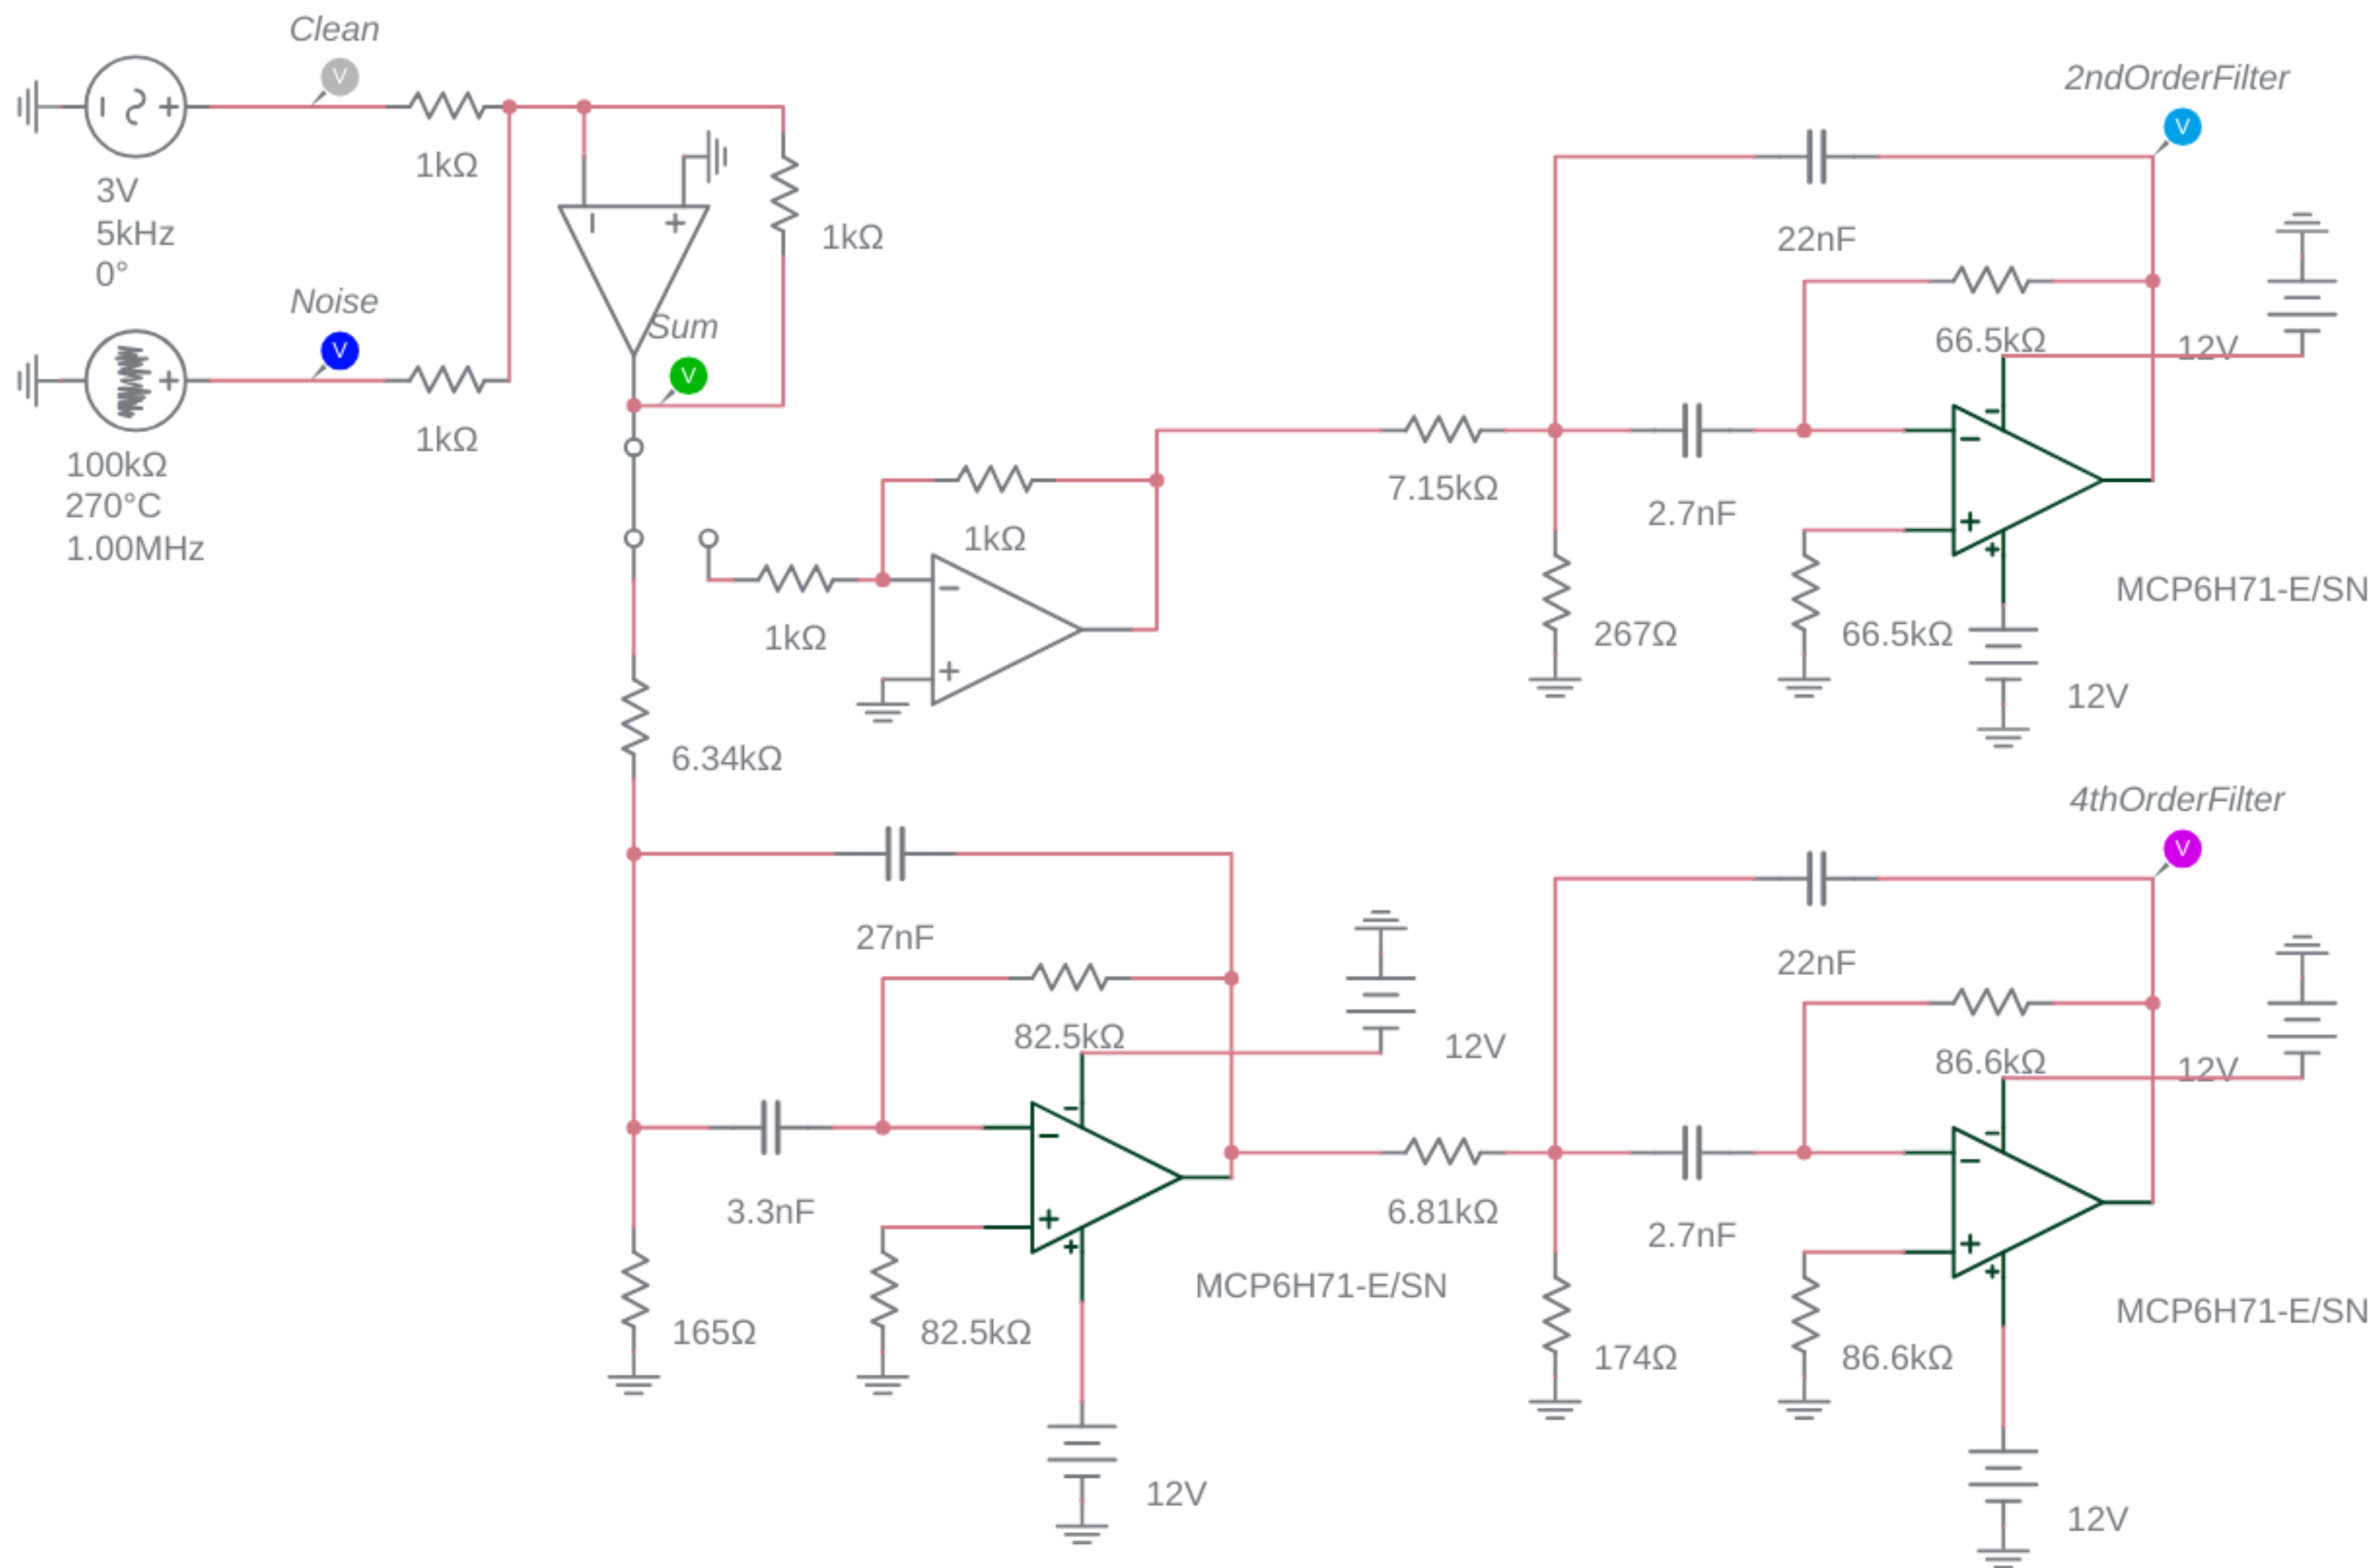 Clean
V
1kΩ
3V
5kHz
0°
Noise
V
1kΩ
100kΩ
270°C
1.00MHz
1kΩ
Sum
V
1kΩ
1kΩ
6.34kΩ
2ndOrderFilter
V
22nF
66.5kΩ
12V
7.15kΩ
2.7nF
267Ω
66.5kΩ
MCP6H71-E/SN
12V
27nF
82.5kΩ
12V
3.3nF
165Ω
82.5kΩ
MCP6H71-E/SN
12V
4thOrderFilter
V
22nF
86.6kΩ
12V
6.81kΩ
2.7nF
174Ω
86.6kΩ
MCP6H71-E/SN
12V